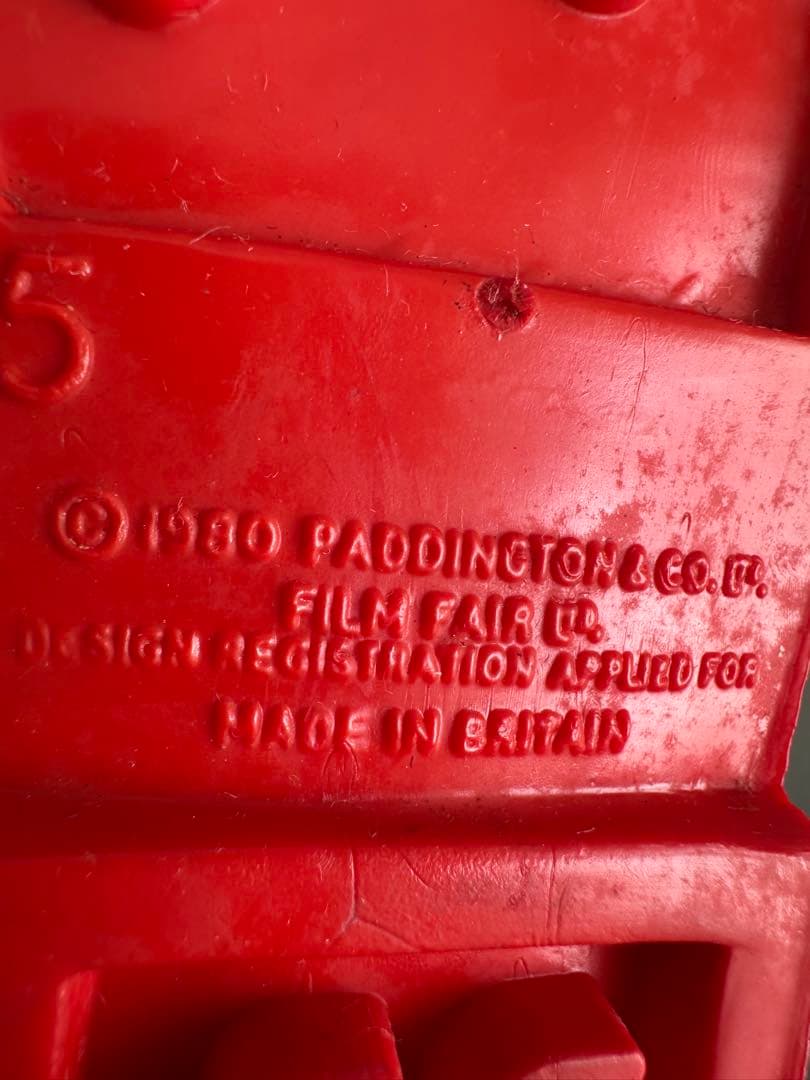 5
© 1980 PADDINGTON & CO. LTD.
FILM FAIR LTD.
DESIGN REGISTRATION APPLIED FOR
MADE IN BRITAIN